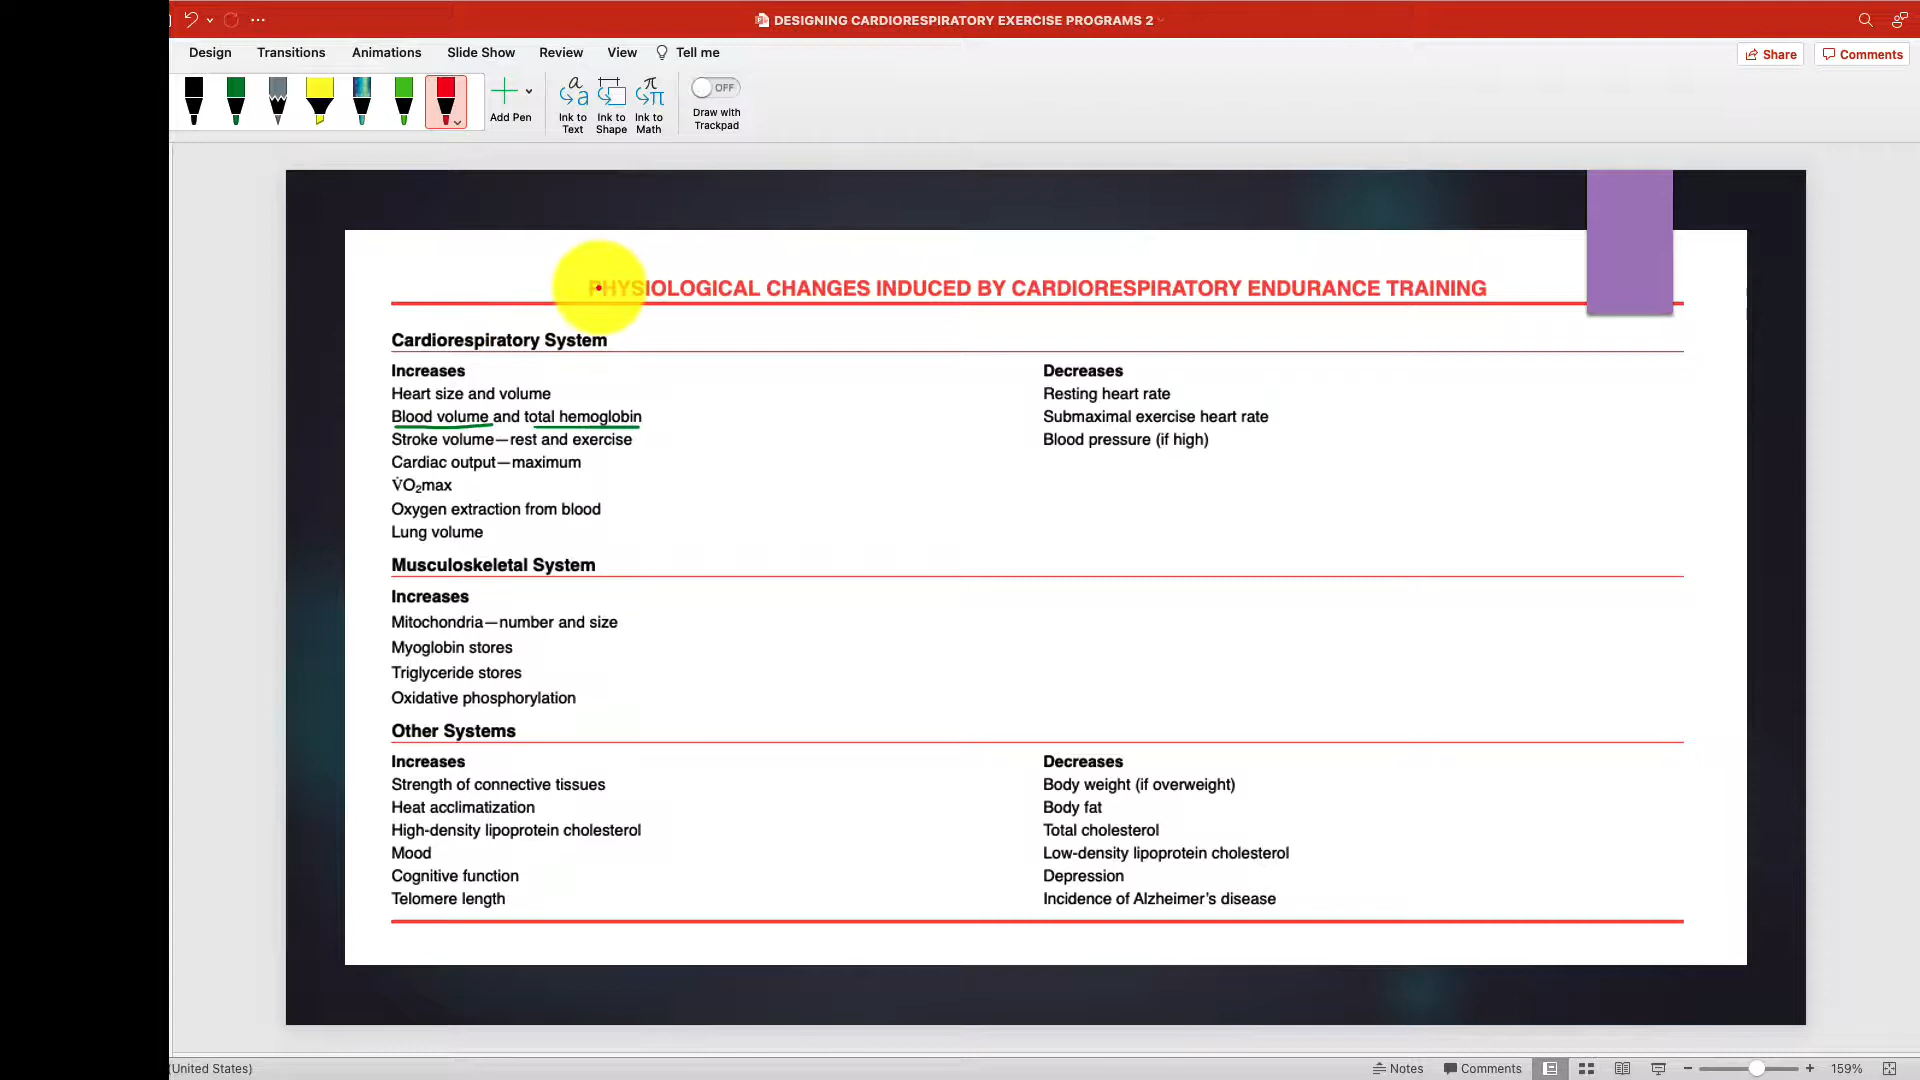 DESIGNING CARDIORESPIRATORY EXERCISE PROGRAMS 2
Design Transitions Animations Slide Show Review View Tell me Share Comments
Add Pen
Ink to Text
Ink to Shape
Ink to Math
OFF
Draw with Trackpad
PHYSIOLOGICAL CHANGES INDUCED BY CARDIORESPIRATORY ENDURANCE TRAINING
Cardiorespiratory System
Increases
Heart size and volume
Blood volume and total hemoglobin
Stroke volume—rest and exercise
Cardiac output—maximum
V̇O₂max
Oxygen extraction from blood
Lung volume
Decreases
Resting heart rate
Submaximal exercise heart rate
Blood pressure (if high)
Musculoskeletal System
Increases
Mitochondria—number and size
Myoglobin stores
Triglyceride stores
Oxidative phosphorylation
Other Systems
Increases
Strength of connective tissues
Heat acclimatization
High-density lipoprotein cholesterol
Mood
Cognitive function
Telomere length
Decreases
Body weight (if overweight)
Body fat
Total cholesterol
Low-density lipoprotein cholesterol
Depression
Incidence of Alzheimer's disease
(United States) Notes Comments 159%